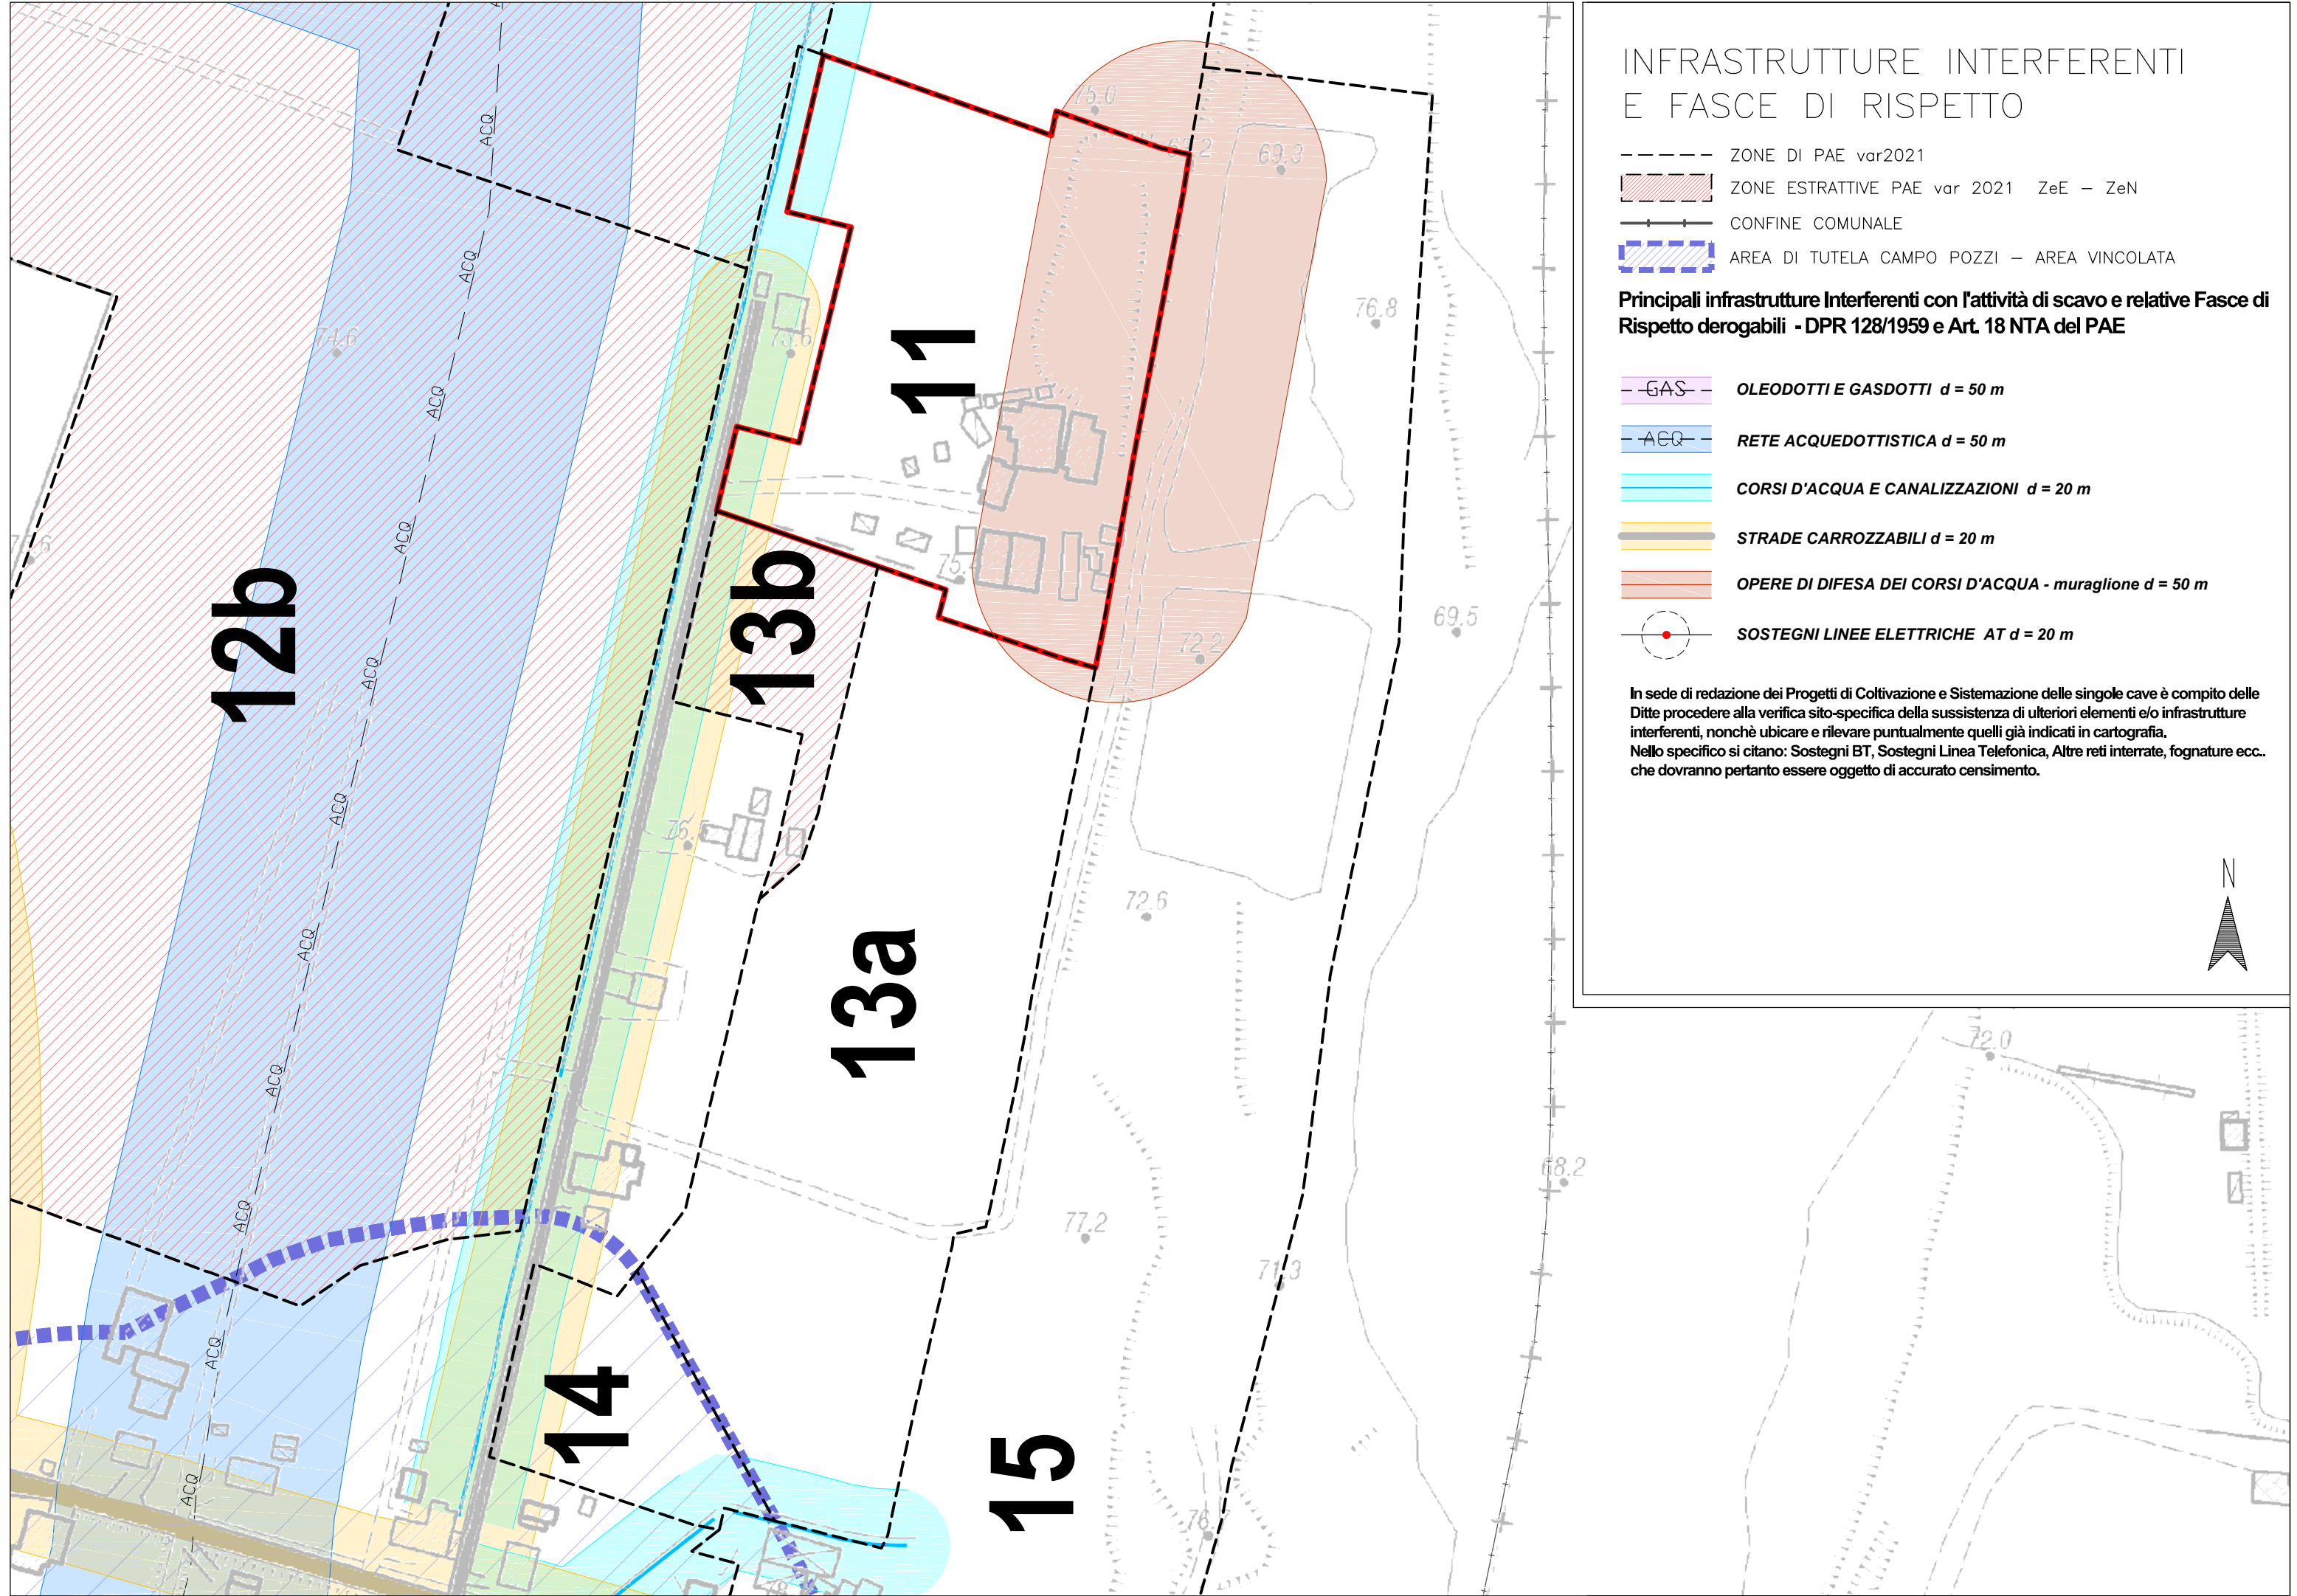 INFRASTRUTTURE INTERFERENTI
E FASCE DI RISPETTO
ZONE DI PAE var2021
ZONE ESTRATTIVE PAE var 2021 ZeE - ZeN
CONFINE COMUNALE
AREA DI TUTELA CAMPO POZZI - AREA VINCOLATA
Principali infrastrutture Interferenti con l'attività di scavo e relative Fasce di
Rispetto derogabili - DPR 128/1959 e Art. 18 NTA del PAE
GAS OLEODOTTI E GASDOTTI d = 50 m
ACQ RETE ACQUEDOTTISTICA d = 50 m
CORSI D'ACQUA E CANALIZZAZIONI d = 20 m
STRADE CARROZZABILI d = 20 m
OPERE DI DIFESA DEI CORSI D'ACQUA - muraglione d = 50 m
SOSTEGNI LINEE ELETTRICHE AT d = 20 m
In sede di redazione dei Progetti di Coltivazione e Sistemazione delle singole cave è compito delle
Ditte procedere alla verifica sito-specifica della sussistenza di ulteriori elementi e/o infrastrutture
interferenti, nonchè ubicare e rilevare puntualmente quelli già indicati in cartografia.
Nello specifico si citano: Sostegni BT, Sostegni Linea Telefonica, Altre reti interrate, fognature ecc..
che dovranno pertanto essere oggetto di accurato censimento.
N
ACQ
75.0
69.3
ACQ
76.8
74.6
11
ACQ
ACQ
12b
13b
69.5
72.2
ACQ
ACQ
72.6
ACQ
13a
72.0
ACQ
68.2
ACQ
77.2
71.3
ACQ
14
15
ACQ